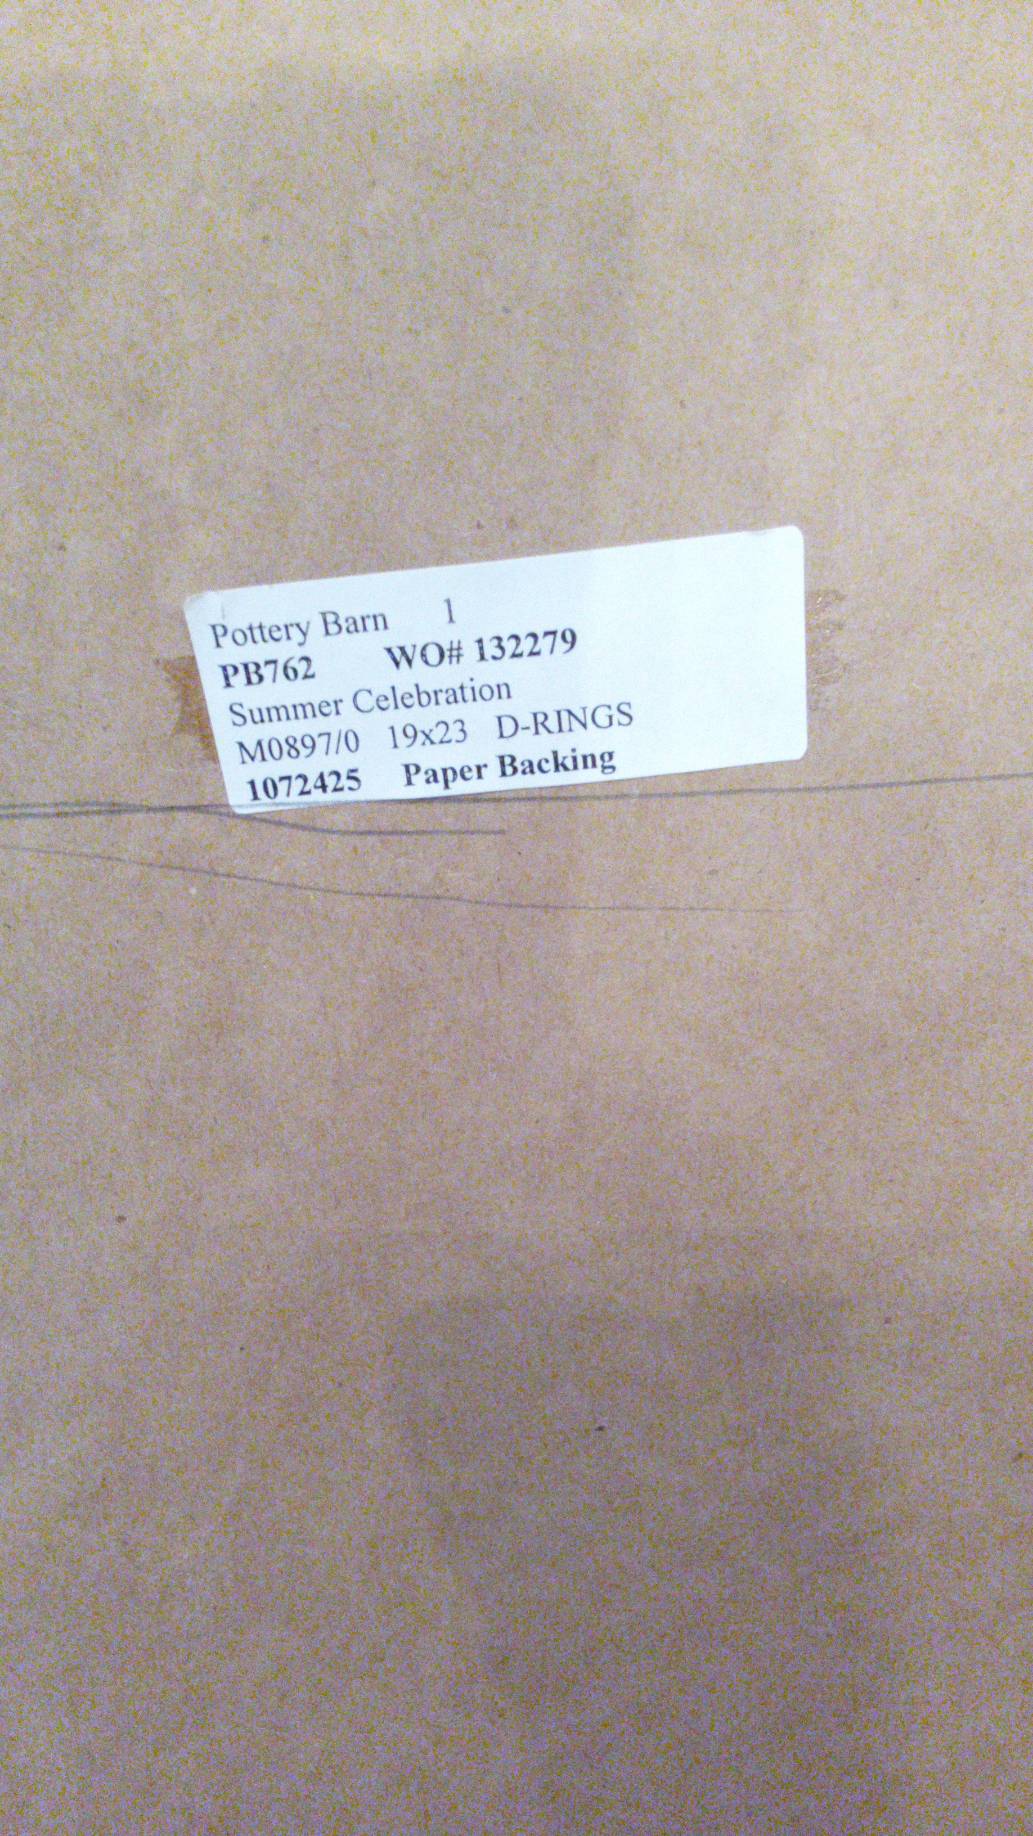 Pottery Barn 1
PB762 WO# 132279
Summer Celebration
M0897/0 19x23 D-RINGS
1072425 Paper Backing